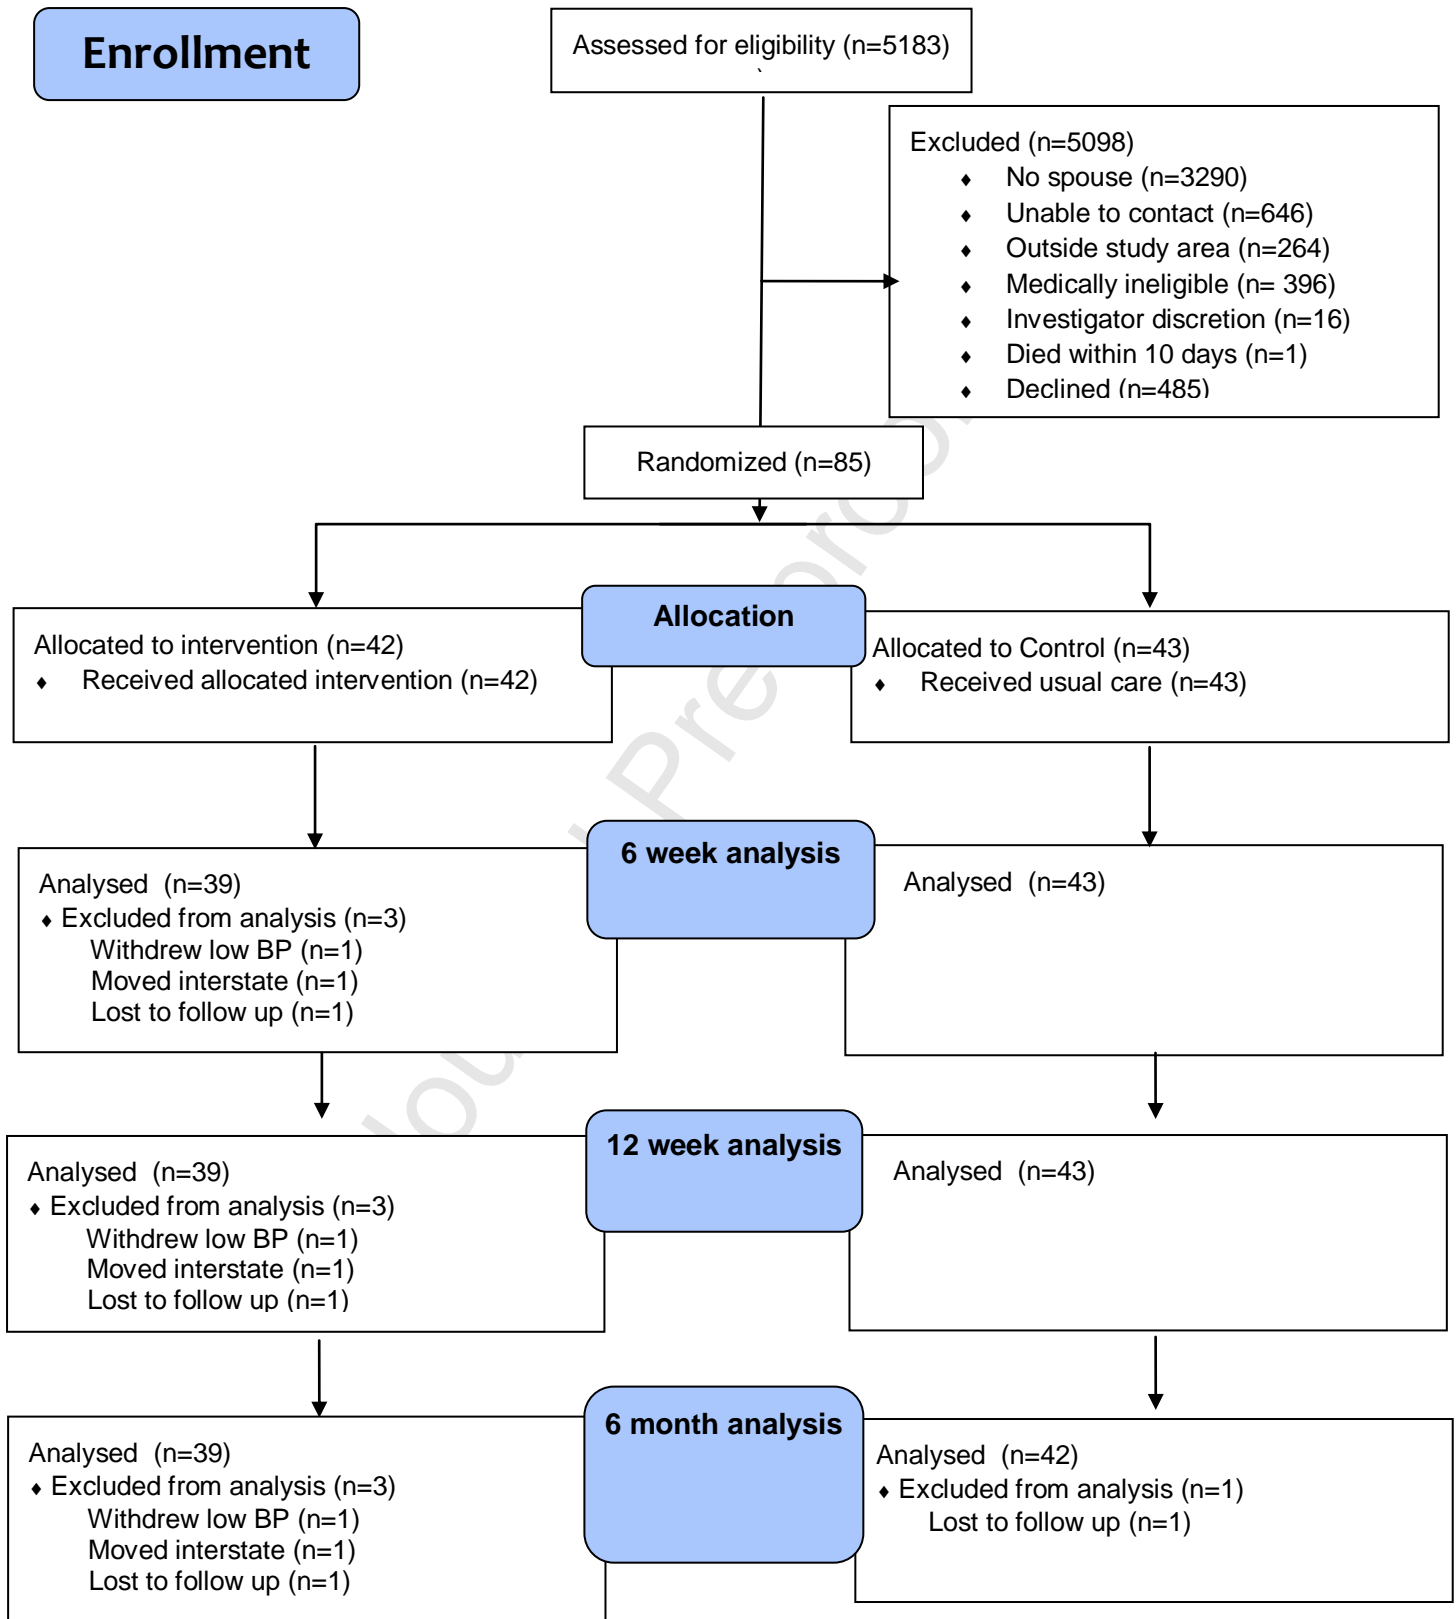 Enrollment
Assessed for eligibility (n=5183)
Excluded (n=5098)
♦ No spouse (n=3290)
♦ Unable to contact (n=646)
♦ Outside study area (n=264)
♦ Medically ineligible (n= 396)
♦ Investigator discretion (n=16)
♦ Died within 10 days (n=1)
♦ Declined (n=485)
Randomized (n=85)
Allocation
Allocated to intervention (n=42)
♦ Received allocated intervention (n=42)
Allocated to Control (n=43)
♦ Received usual care (n=43)
6 week analysis
Analysed (n=39)
♦ Excluded from analysis (n=3)
Withdrew low BP (n=1)
Moved interstate (n=1)
Lost to follow up (n=1)
Analysed (n=43)
12 week analysis
Analysed (n=39)
♦ Excluded from analysis (n=3)
Withdrew low BP (n=1)
Moved interstate (n=1)
Lost to follow up (n=1)
Analysed (n=43)
6 month analysis
Analysed (n=39)
♦ Excluded from analysis (n=3)
Withdrew low BP (n=1)
Moved interstate (n=1)
Lost to follow up (n=1)
Analysed (n=42)
♦ Excluded from analysis (n=1)
Lost to follow up (n=1)